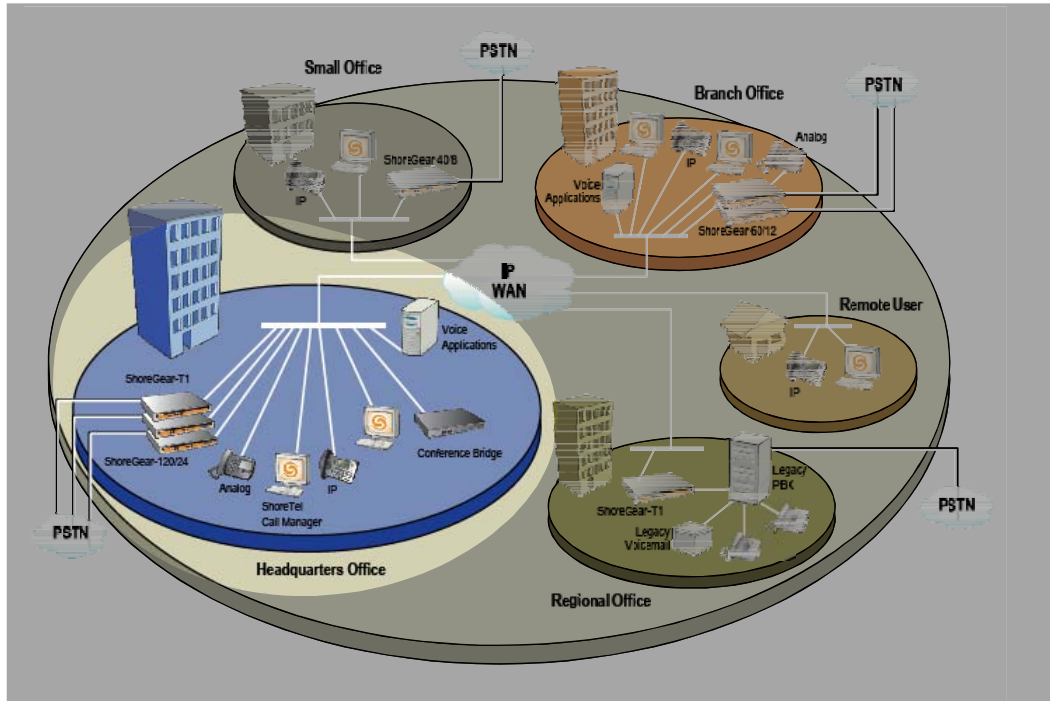 PSTN
Small Office
PSTN
Branch Office
Analog
ShoreGear 40/8
IP
IP
Voice
Applications
ShoreGear 60/12
IP
WAN
Remote User
Voice
Applications
IP
ShoreGear-T1
ShoreGear-120/24
Conference Bridge
Analog
IP
ShoreTel
Call Manager
PSTN
Headquarters Office
Legacy
PBX
ShoreGear-T1
PSTN
Legacy
Voicemail
Regional Office